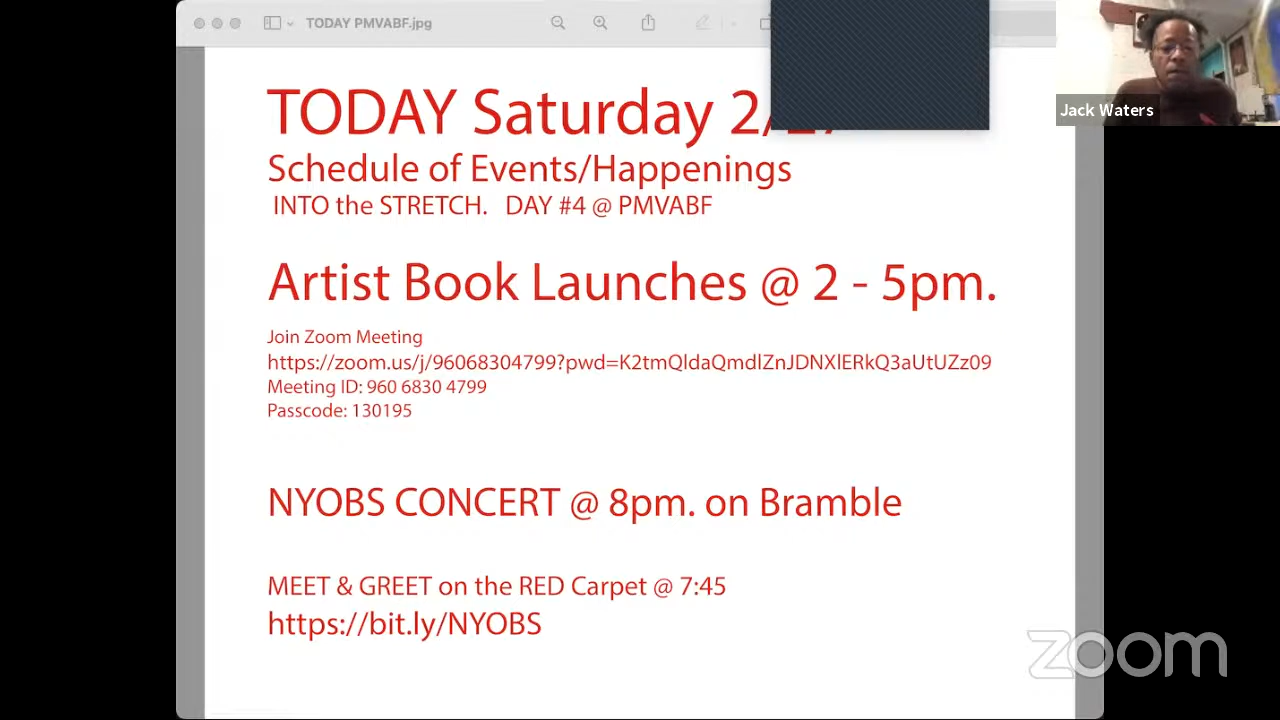 TODAY PMVABF.jpg
Jack Waters
TODAY Saturday 2/
Schedule of Events/Happenings
INTO the STRETCH. DAY #4 @ PMVABF
Artist Book Launches @ 2 - 5pm.
Join Zoom Meeting
https://zoom.us/j/96068304799?pwd=K2tmQldaQmdlZnJDNXlERkQ3aUtUZz09
Meeting ID: 960 6830 4799
Passcode: 130195
NYOBS CONCERT @ 8pm. on Bramble
MEET & GREET on the RED Carpet @ 7:45
https://bit.ly/NYOBS
zoom